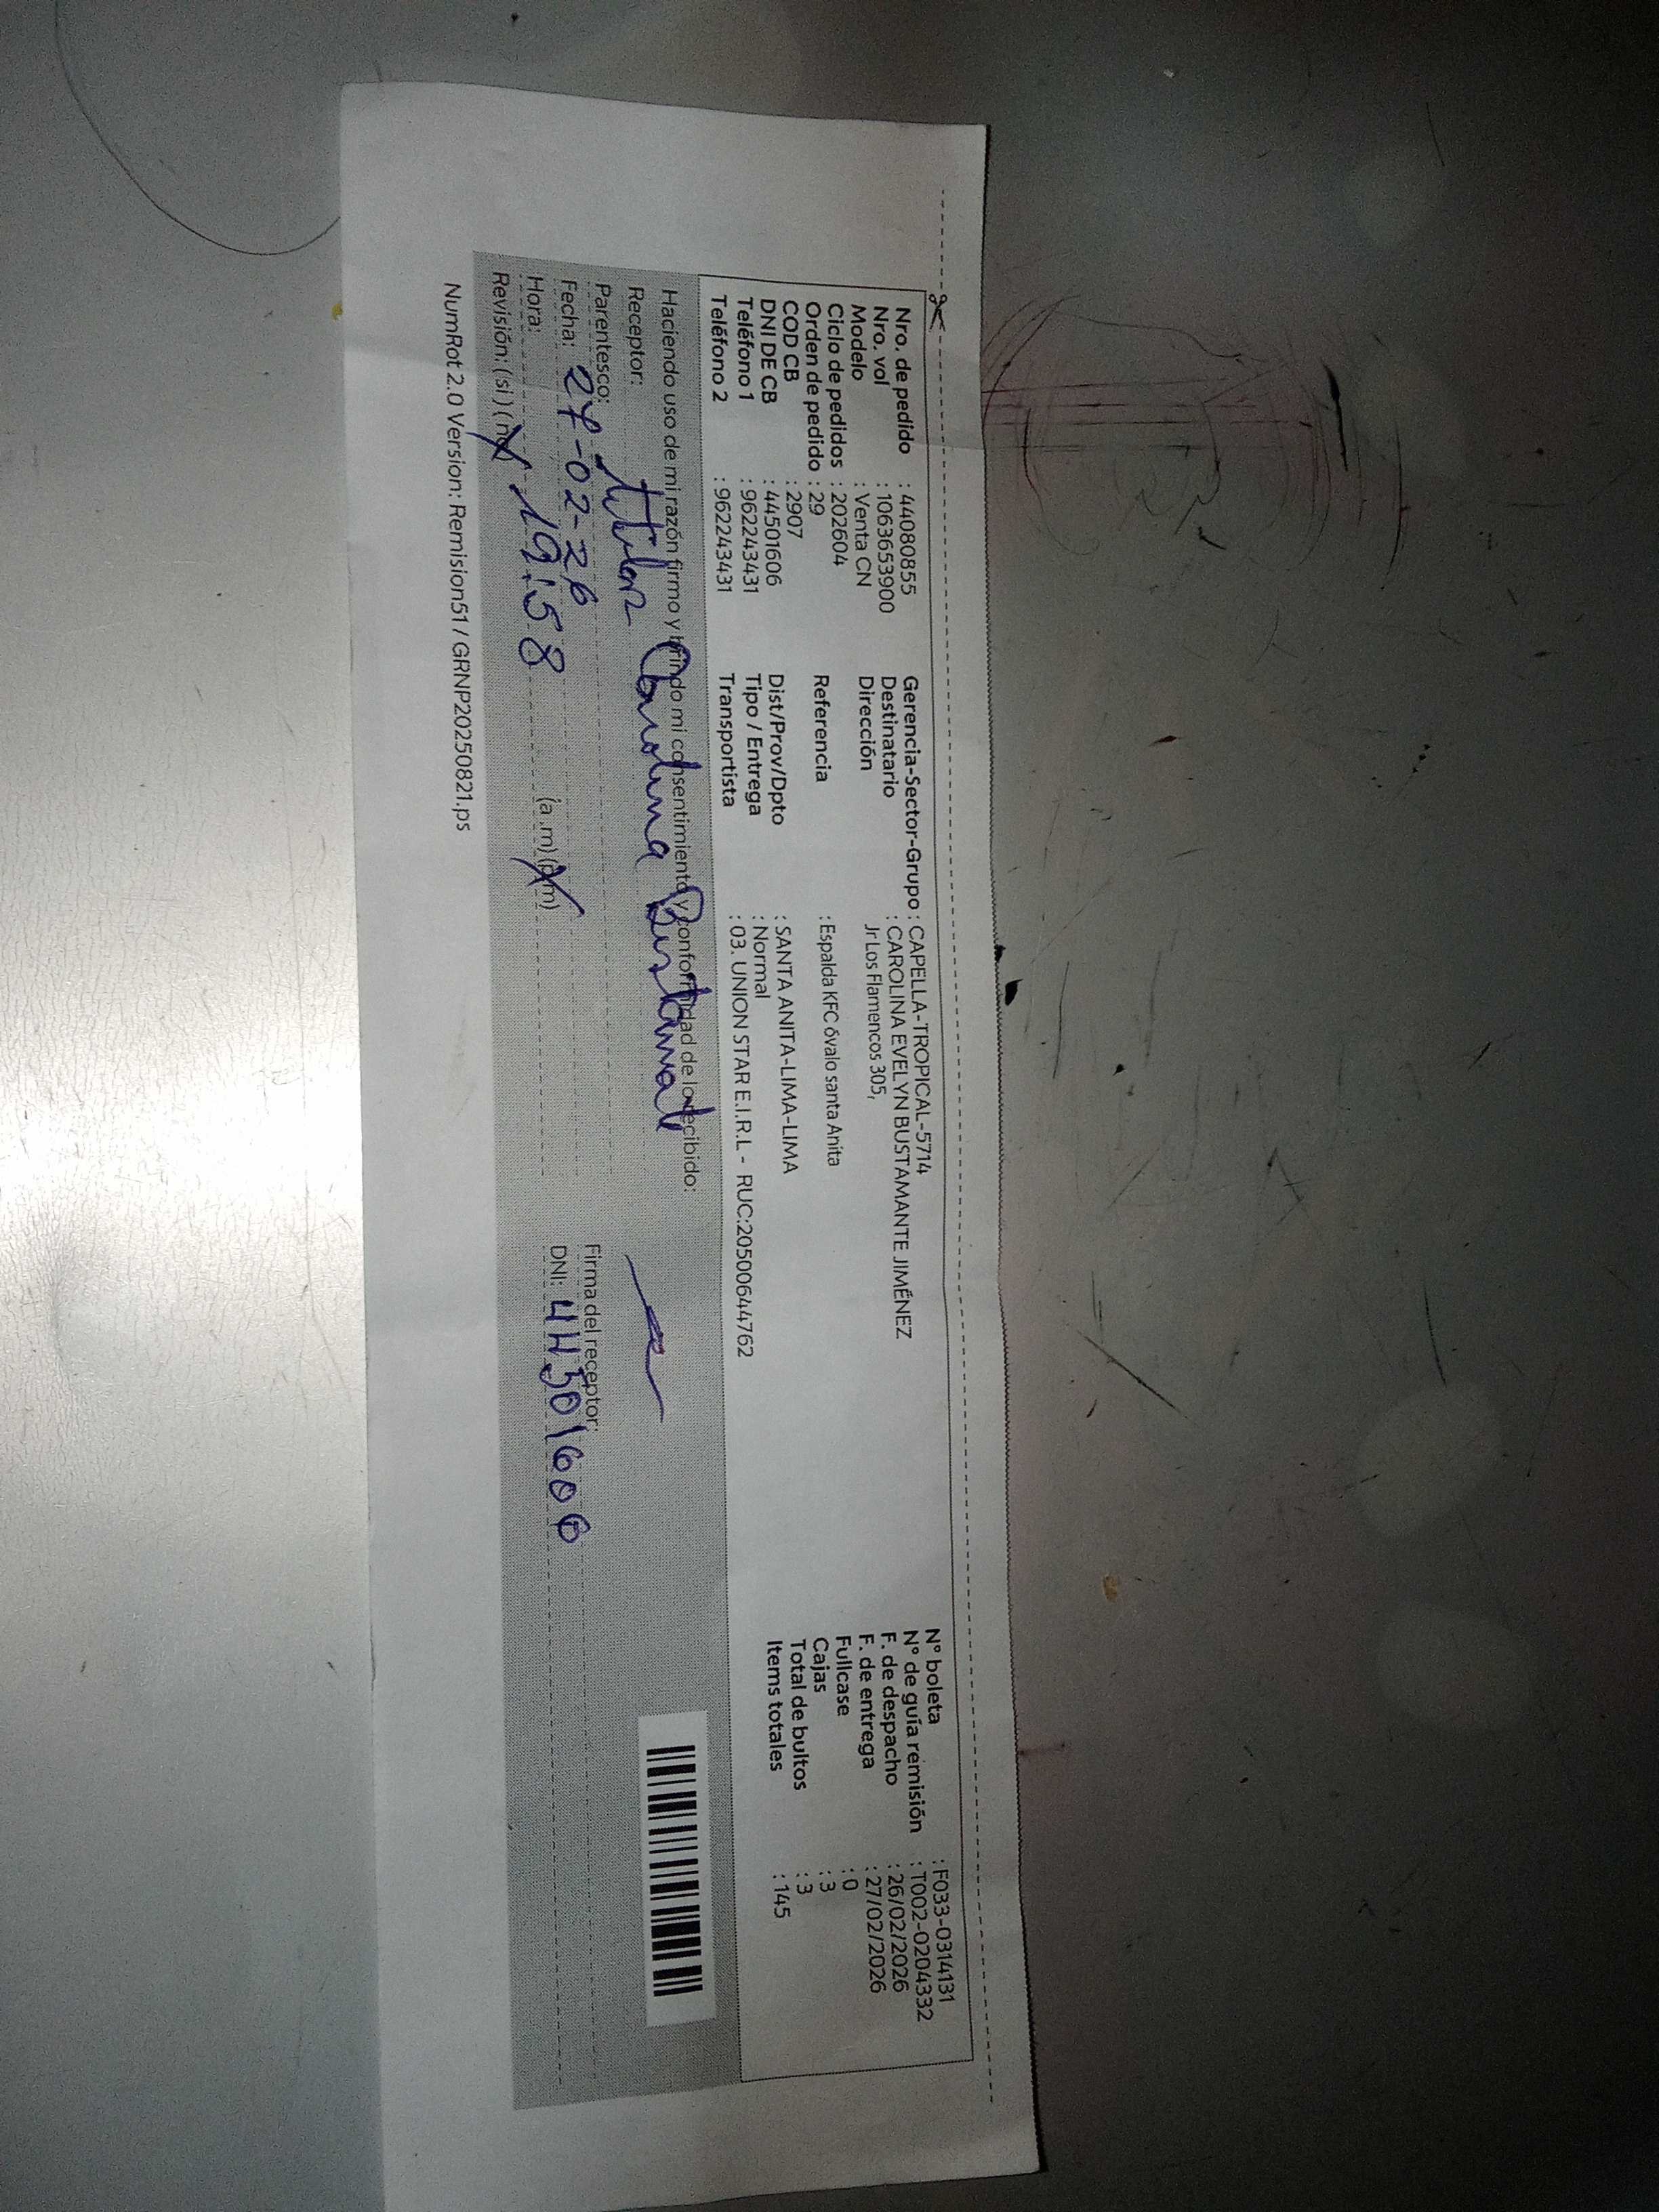 Nro. de pedido : 44080855
Nro. vol : 1063653900
Modelo : Venta CN
Ciclo de pedidos : 202604
Orden de pedido : 29
COD CB : 2907
DNI DE CB : 44501606
Teléfono 1 : 962243431
Teléfono 2 : 962243431
Gerencia-Sector-Grupo : CAPELLA-TROPICAL-5714
Destinatario : CAROLINA EVELYN BUSTAMANTE JIMÉNEZ
Dirección Jr Los Flamencos 305,
Referencia : Espalda KFC óvalo santa Anita
Dist/Prov/Dpto : SANTA ANITA-LIMA-LIMA
Tipo / Entrega : Normal
Transportista : 03. UNION STAR E.I.R.L - RUC:20500644762
N° boleta : F033-0314131
N° de guía remisión : T002-0204332
F. de despacho : 26/02/2026
F. de entrega : 27/02/2026
Fullcase : 0
Cajas : 3
Total de bultos : 3
Items totales : 145
Haciendo uso de mi razón firmo y brindo mi consentimiento y conformidad de lo recibido:
Receptor: Carolina Bustamante
Parentesco: titular
Fecha: 27-02-26
Hora: 19:58 (a.m) (p.m)
Revisión: (si) (no)
Firma del receptor:
DNI: 44501606
NumRot 2.0 Version: Remision51 / GRNP20250821.ps